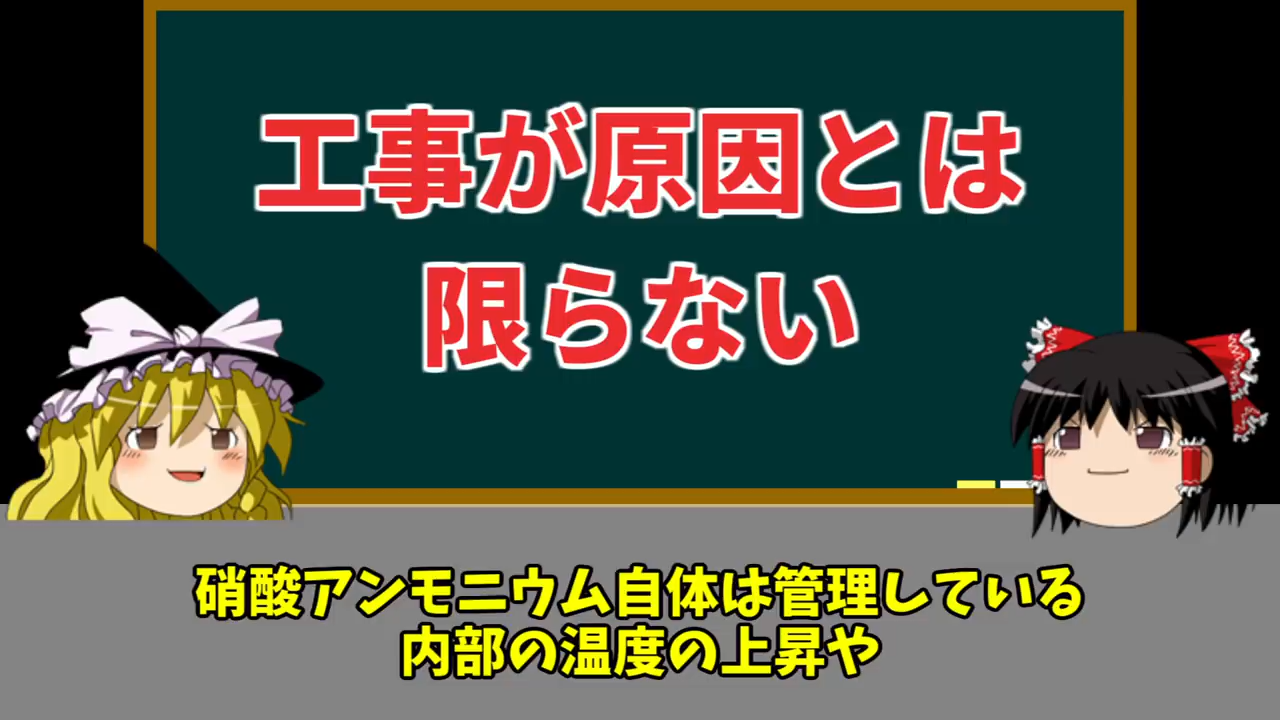 工事が原因とは
限らない
硝酸アンモニウム自体は管理している
内部の温度の上昇や